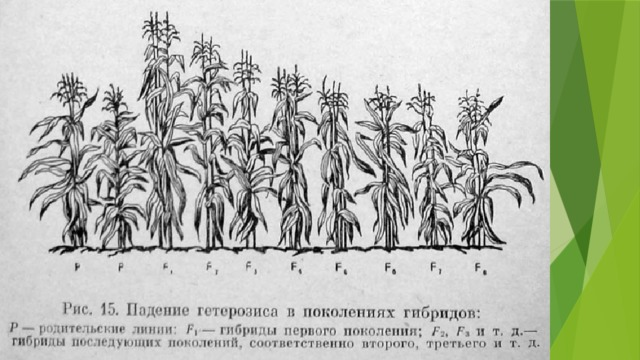 P P F₁ F₂ F₃ F₄ F₅ F₆ F₇ F₈
Рис. 15. Падение гетерозиса в поколениях гибридов:
P — родительские линии: F₁ — гибриды первого поколения; F₂, F₃ и т. д.—
гибриды последующих поколений, соответственно второго, третьего и т. д.